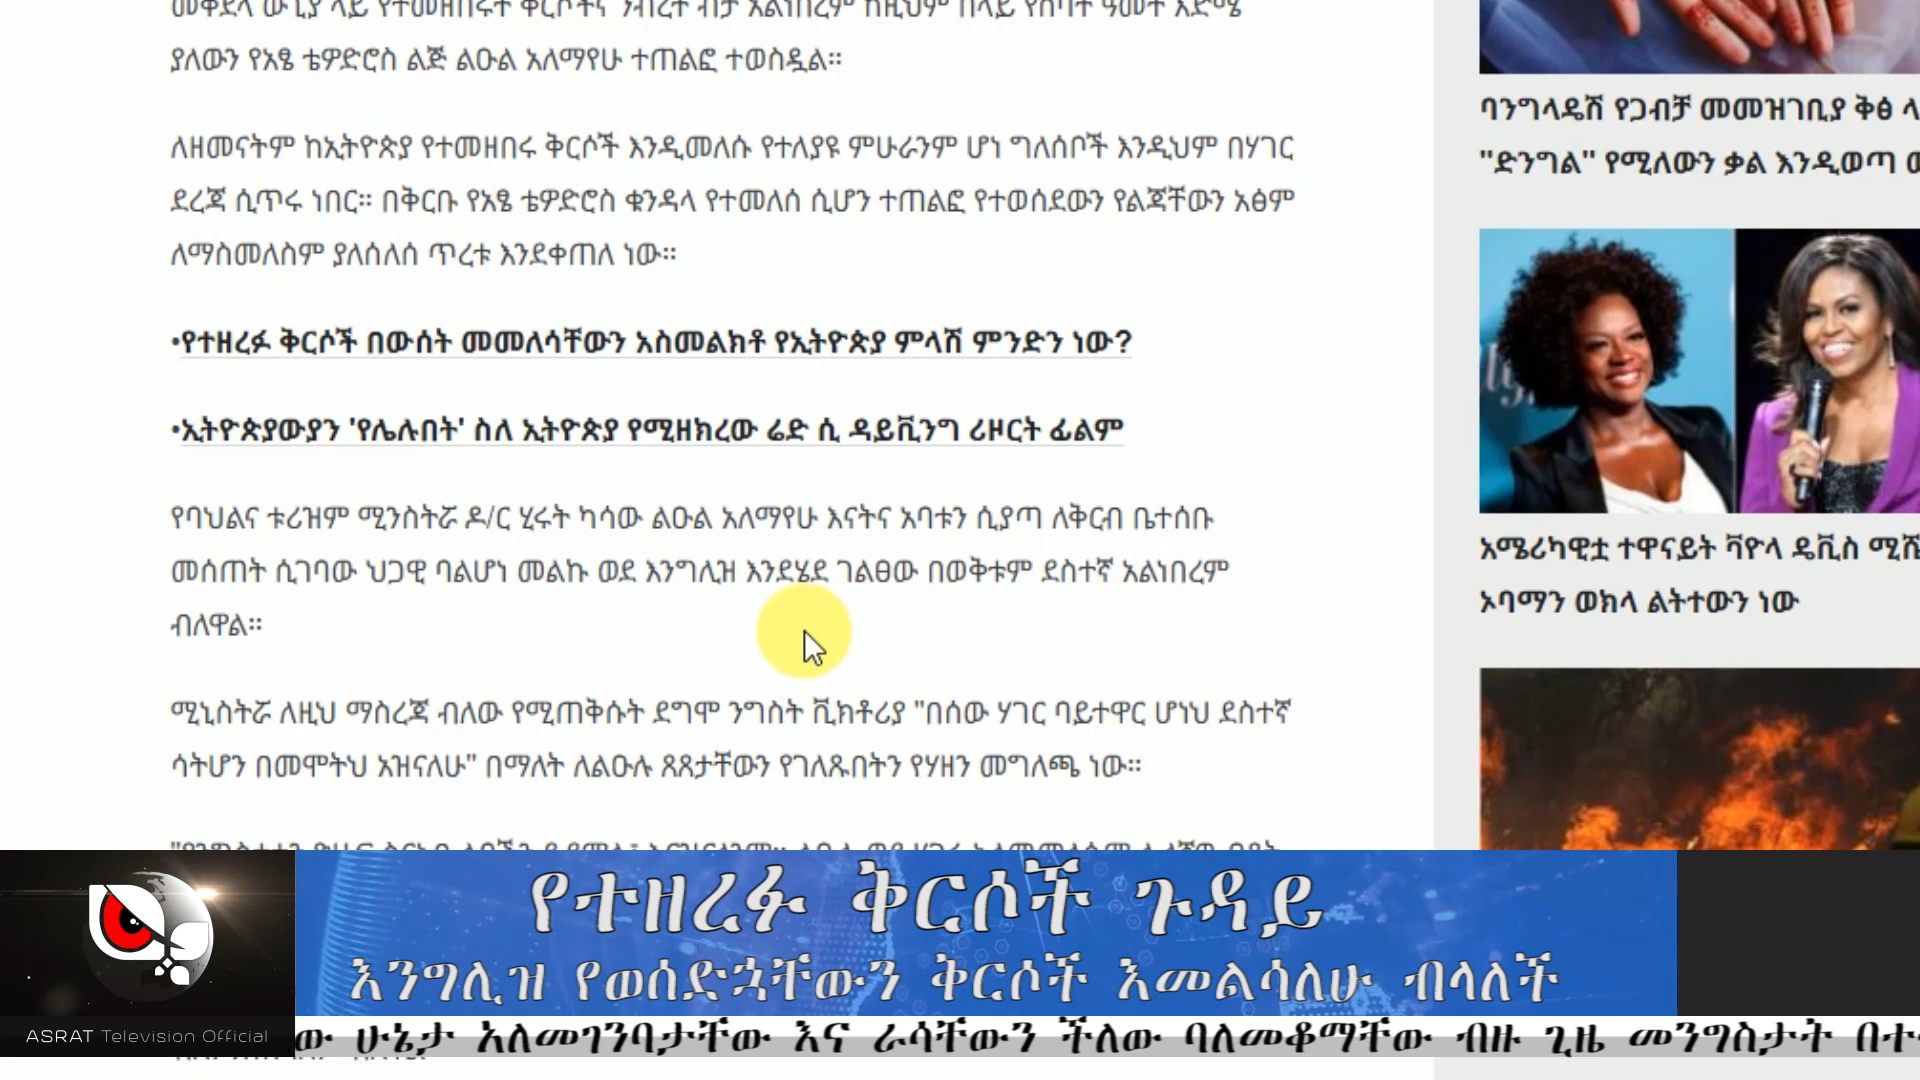 ያለውን የአፄ ቴዎድሮስ ልጅ ልዑል አለማየሁ ተጠልፎ ተወስዷል።
ለዘመናትም ከኢትዮጵያ የተመዘበሩ ቅርሶች እንዲመለሱ የተለያዩ ምሁራንም ሆነ ግለሰቦች እንዲህም በሃገር
ደረጃ ሲጥሩ ነበር። በቅርቡ የአፄ ቴዎድሮስ ቁንዳላ የተመለሰ ሲሆን ተጠልፎ የተወሰደውን የልጃቸውን አፅም
ለማስመለስም ያለሰለሰ ጥረቱ እንደቀጠለ ነው።
•የተዘረፉ ቅርሶች በውሰት መመለሳቸውን አስመልክቶ የኢትዮጵያ ምላሽ ምንድን ነው?
•ኢትዮጵያውያን 'የሌሉበት' ስለ ኢትዮጵያ የሚዘክረው ሬድ ሲ ዳይቪንግ ሪዞርት ፊልም
የባህልና ቱሪዝም ሚንስትሯ ዶ/ር ሂሩት ካሳው ልዑል አለማየሁ እናትና አባቱን ሲያጣ ለቅርብ ቤተሰቡ
መሰጠት ሲገባው ህጋዊ ባልሆነ መልኩ ወደ እንግሊዝ እንደሄደ ገልፀው በወቅቱም ደስተኛ አልነበረም
ብለዋል።
ሚኒስትሯ ለዚህ ማስረጃ ብለው የሚጠቅሱት ደግሞ ንግስት ቪክቶሪያ "በሰው ሃገር ባይተዋር ሆነህ ደስተኛ
ሳትሆን በመሞትህ አዝናለሁ" በማለት ለልዑሉ ጸጸታቸውን የገለጹበትን የሃዘን መግለጫ ነው።
ባንግላዴሽ የጋብቻ መመዝገቢያ ቅፅ ላ
"ድንግል" የሚለውን ቃል እንዲወጣ
አሜሪካዊቷ ተዋናይት ቫዮላ ዴቪስ ሚሼ
ኦባማን ወክላ ልትተውን ነው
የተዘረፉ ቅርሶች ጉዳይ
እንግሊዝ የወሰድኋቸውን ቅርሶች እመልሳለሁ ብላለች
ASRAT Television Official
ው ሁኔታ አለመገንባታቸው እና ራሳቸውን ችለው ባለመቆማቸው ብዙ ጊዜ መንግስታት በተ